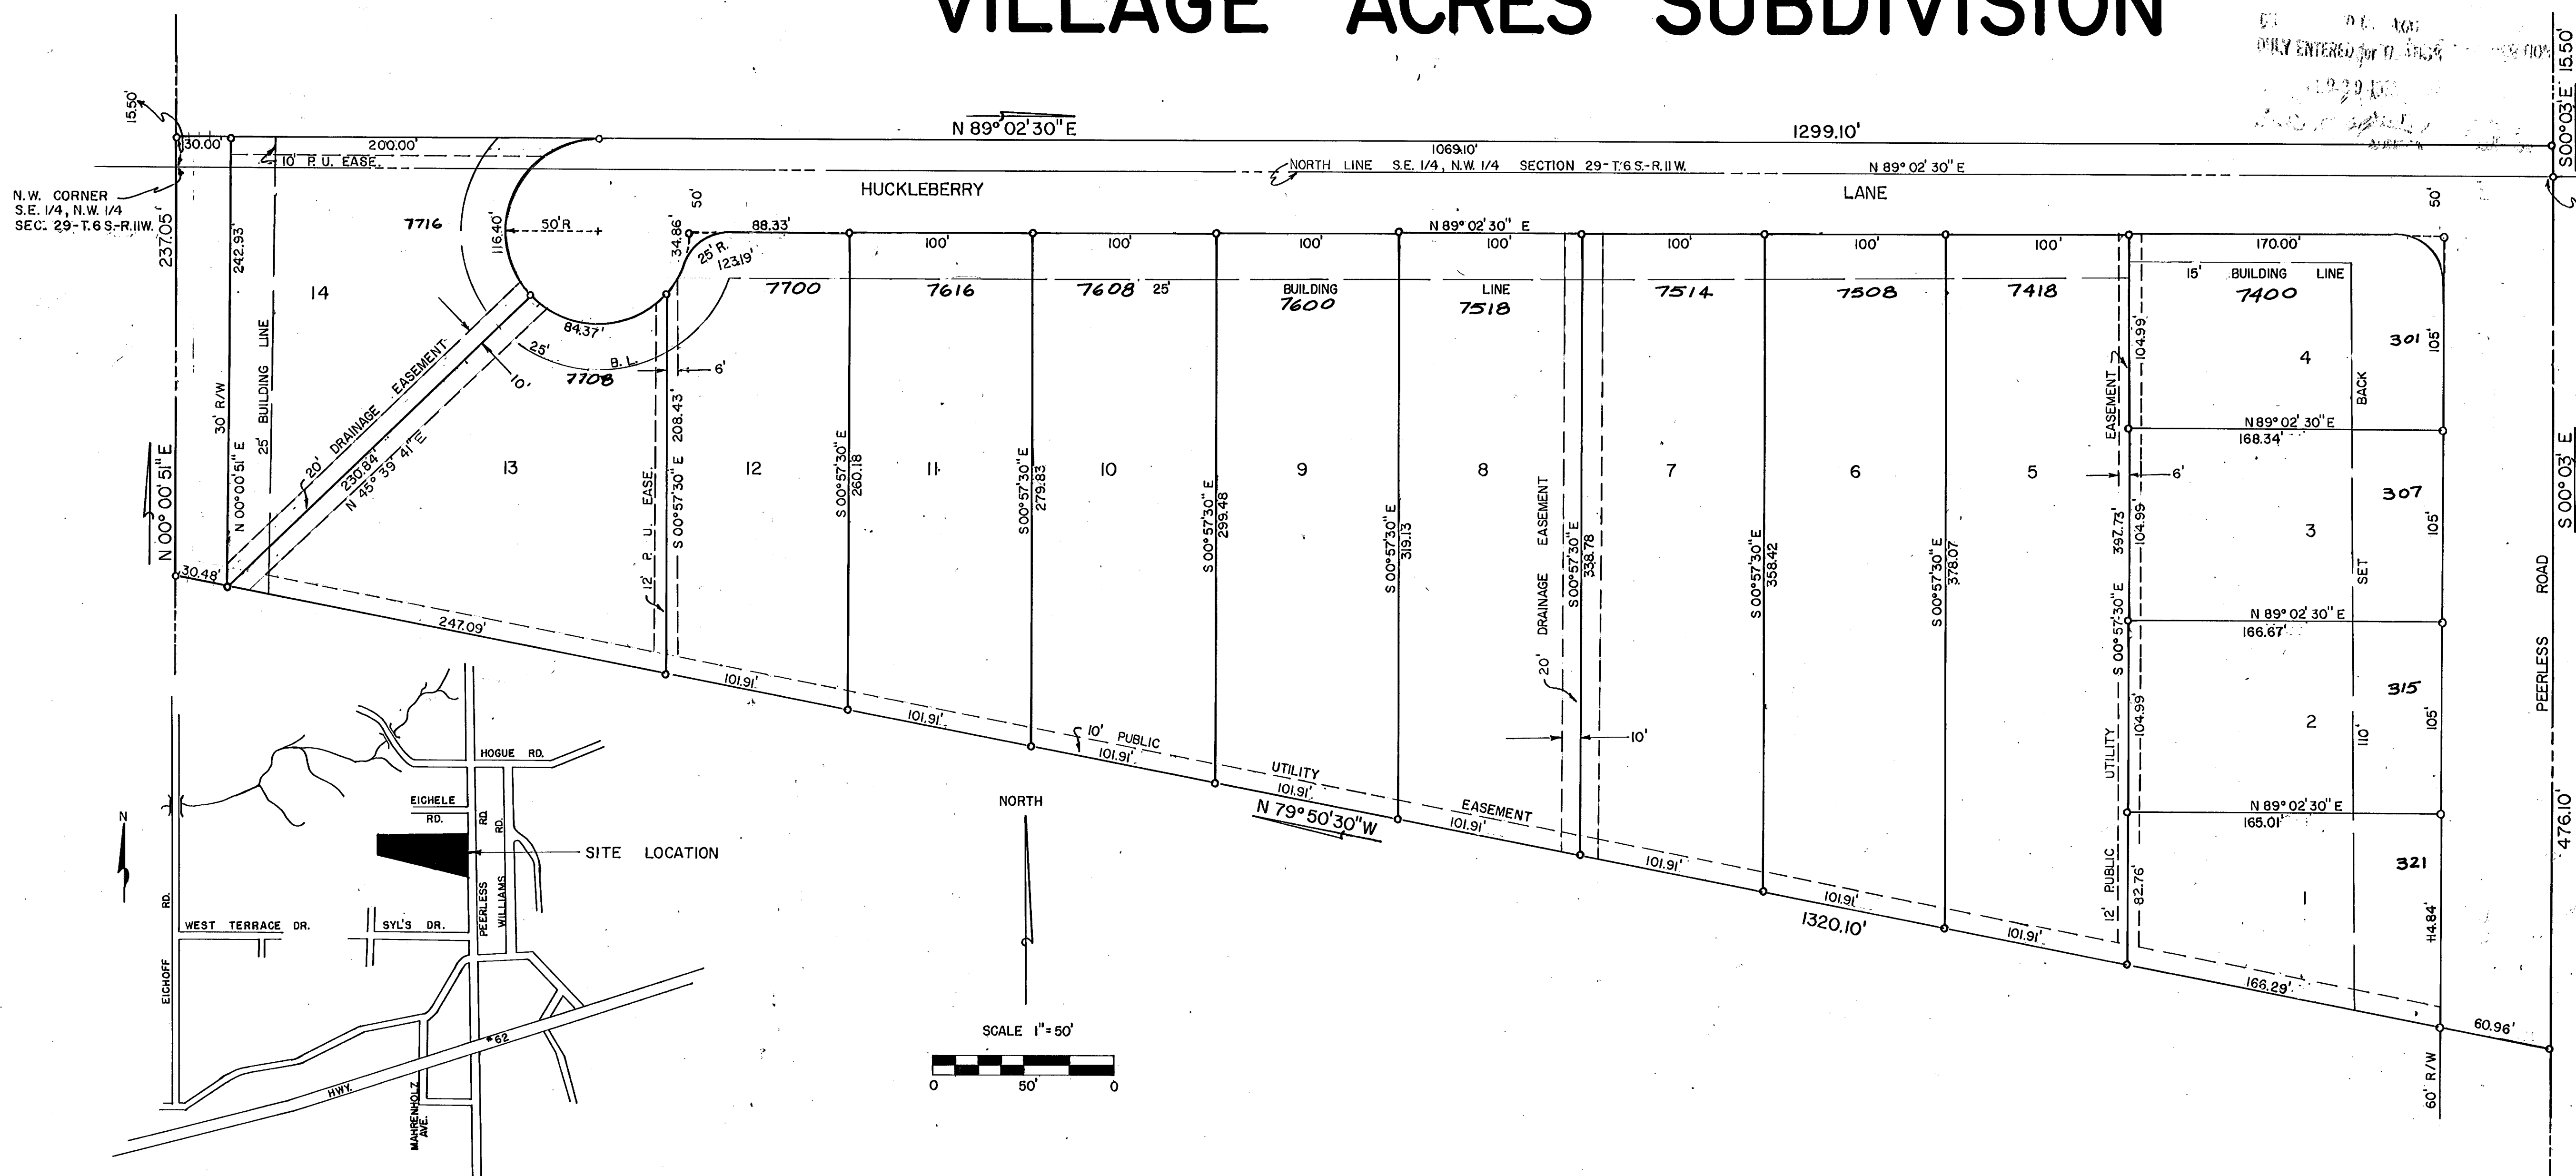 VILLAGE ACRES SUBDIVISION
DULY ENTERED for
S 00° 03' E 15.50'
15.50'
N 89° 02' 30" E
1299.10'
30.00'
200.00'
10' P. U. EASE.
1069.10'
NORTH LINE S.E. 1/4, N.W. 1/4 SECTION 29-T.6 S.-R.11 W.
N 89° 02' 30" E
N.W. CORNER
S.E. 1/4, N.W. 1/4
SEC. 29-T.6 S.-R.11W.
HUCKLEBERRY
LANE
237.05'
242.93'
7716
116.40'
50' R
34.86'
50'
25' R.
123.19'
88.33'
N 89° 02' 30" E
100'
100'
100'
100'
100'
100'
100'
170.00'
50'
15' BUILDING LINE
14
7700
7616
7608
25'
BUILDING
LINE
7600
7518
7514
7508
7418
7400
301
105'
104.99'
84.37'
25'
B. L.
7708
6'
10'
20' DRAINAGE EASEMENT
230.84'
N 45° 39' 41" E
30' R/W
25' BUILDING LINE
N 00° 00' 51" E
N 00° 00' 51" E
30.48'
247.09'
12' P. U. EASE.
S 00° 57' 30" E 208.43'
S 00° 57' 30" E
260.18
S 00° 57' 30" E
279.83
S 00° 57' 30" E
299.48
S 00° 57' 30" E
319.13
20' DRAINAGE EASEMENT
S 00° 57' 30" E
338.78
S 00° 57' 30" E
358.42
S 00° 57' 30" E
378.07
12' PUBLIC UTILITY EASEMENT
S 00° 57' 30" E 397.73'
13
12
11
10
9
8
7
6
5
4
BACK
N 89° 02' 30" E
168.34'
6'
307
3
104.99'
105'
SET
N 89° 02' 30" E
166.67'
315
2
104.99'
105'
110'
N 89° 02' 30" E
165.01'
321
1
82.76'
114.84'
S 00° 03' E
PEERLESS ROAD
476.10'
101.91'
101.91'
101.91'
101.91'
101.91'
101.91'
101.91'
101.91'
166.29'
60.96'
10' PUBLIC
UTILITY
EASEMENT
10'
N 79° 50' 30" W
1320.10'
60' R/W
HOGUE RD.
EICHELE
RD.
RD.
RD.
N
SITE LOCATION
PEERLESS
WILLIAMS
RD.
WEST TERRACE DR.
SYL'S DR.
EICHOFF
HWY.
#62
MAHRENHOLZ
AVE.
NORTH
SCALE 1"=50'
0 50' 0